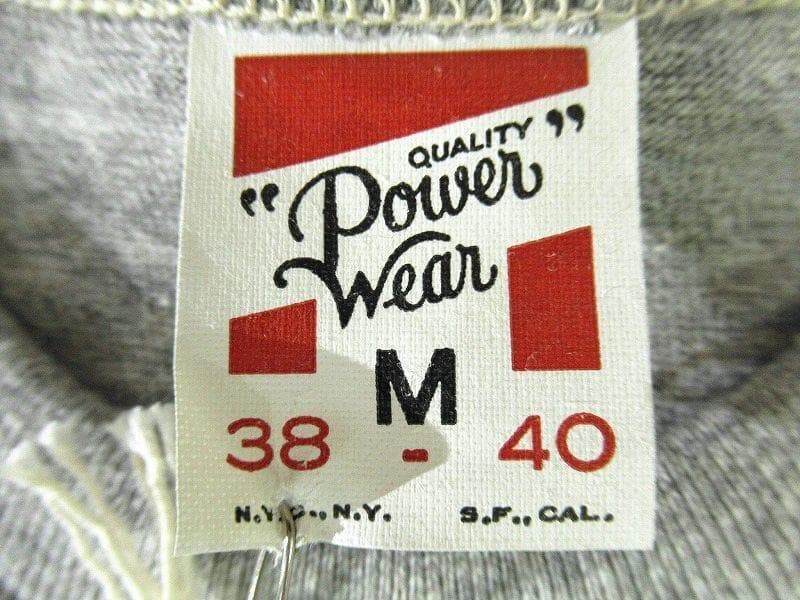 QUALITY
"Power"
Wear
M
38 - 40
N.Y.C., N.Y. S.F., CAL.